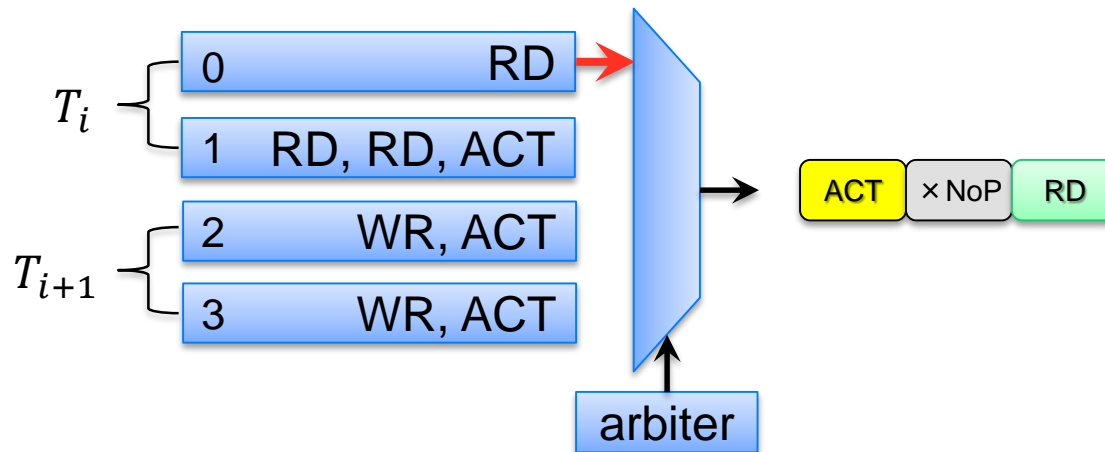 0 RD
T_i
1 RD, RD, ACT
ACT × NoP RD
2 WR, ACT
T_{i+1}
3 WR, ACT
arbiter